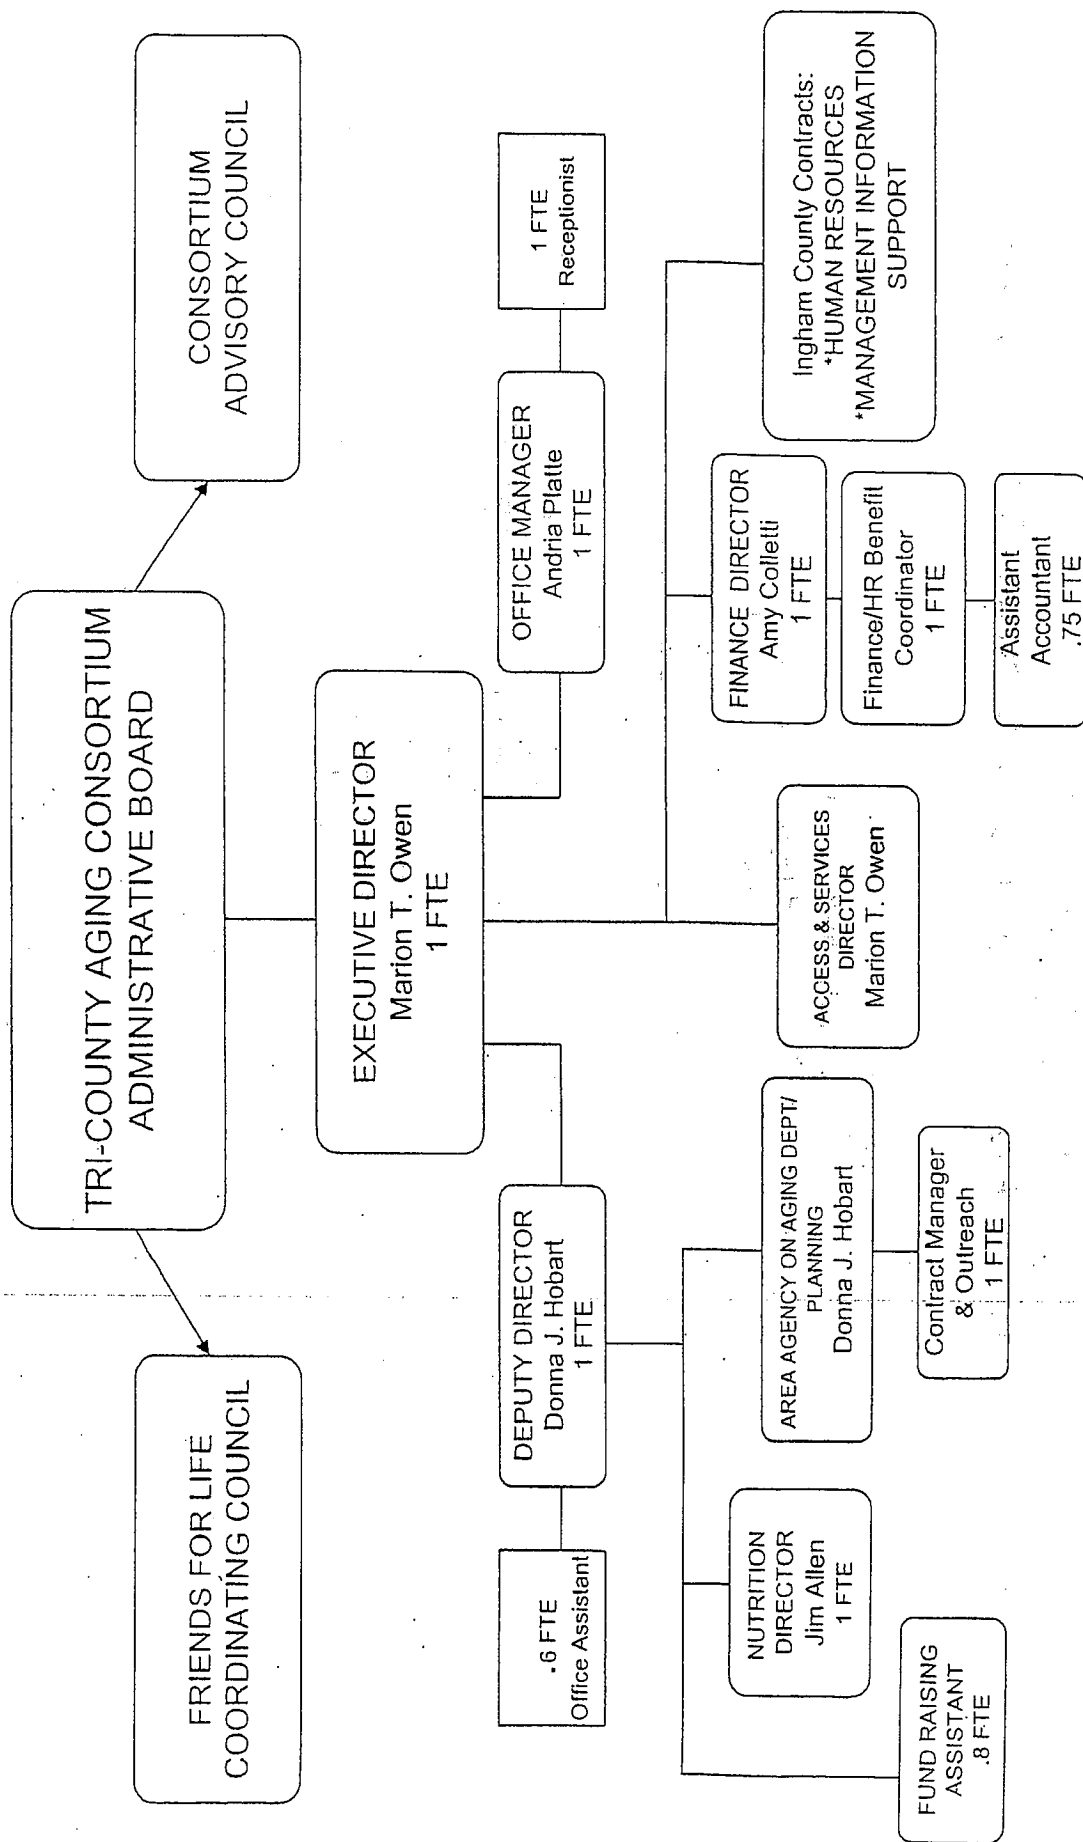 TRI-COUNTY AGING CONSORTIUM
ADMINISTRATIVE BOARD
FRIENDS FOR LIFE
COORDINATING COUNCIL
CONSORTIUM
ADVISORY COUNCIL
EXECUTIVE DIRECTOR
Marion T. Owen
1 FTE
.6 FTE
Office Assistant
DEPUTY DIRECTOR
Donna J. Hobart
1 FTE
OFFICE MANAGER
Andria Platte
1 FTE
1 FTE
Receptionist
FUND RAISING
ASSISTANT
.8 FTE
NUTRITION
DIRECTOR
Jim Allen
1 FTE
AREA AGENCY ON AGING DEPT/
PLANNING
Donna J. Hobart
Contract Manager
& Outreach
1 FTE
ACCESS & SERVICES
DIRECTOR
Marion T. Owen
FINANCE DIRECTOR
Amy Colletti
1 FTE
Finance/HR Benefit
Coordinator
1 FTE
Assistant
Accountant
.75 FTE
Ingham County Contracts:
*HUMAN RESOURCES
*MANAGEMENT INFORMATION
SUPPORT